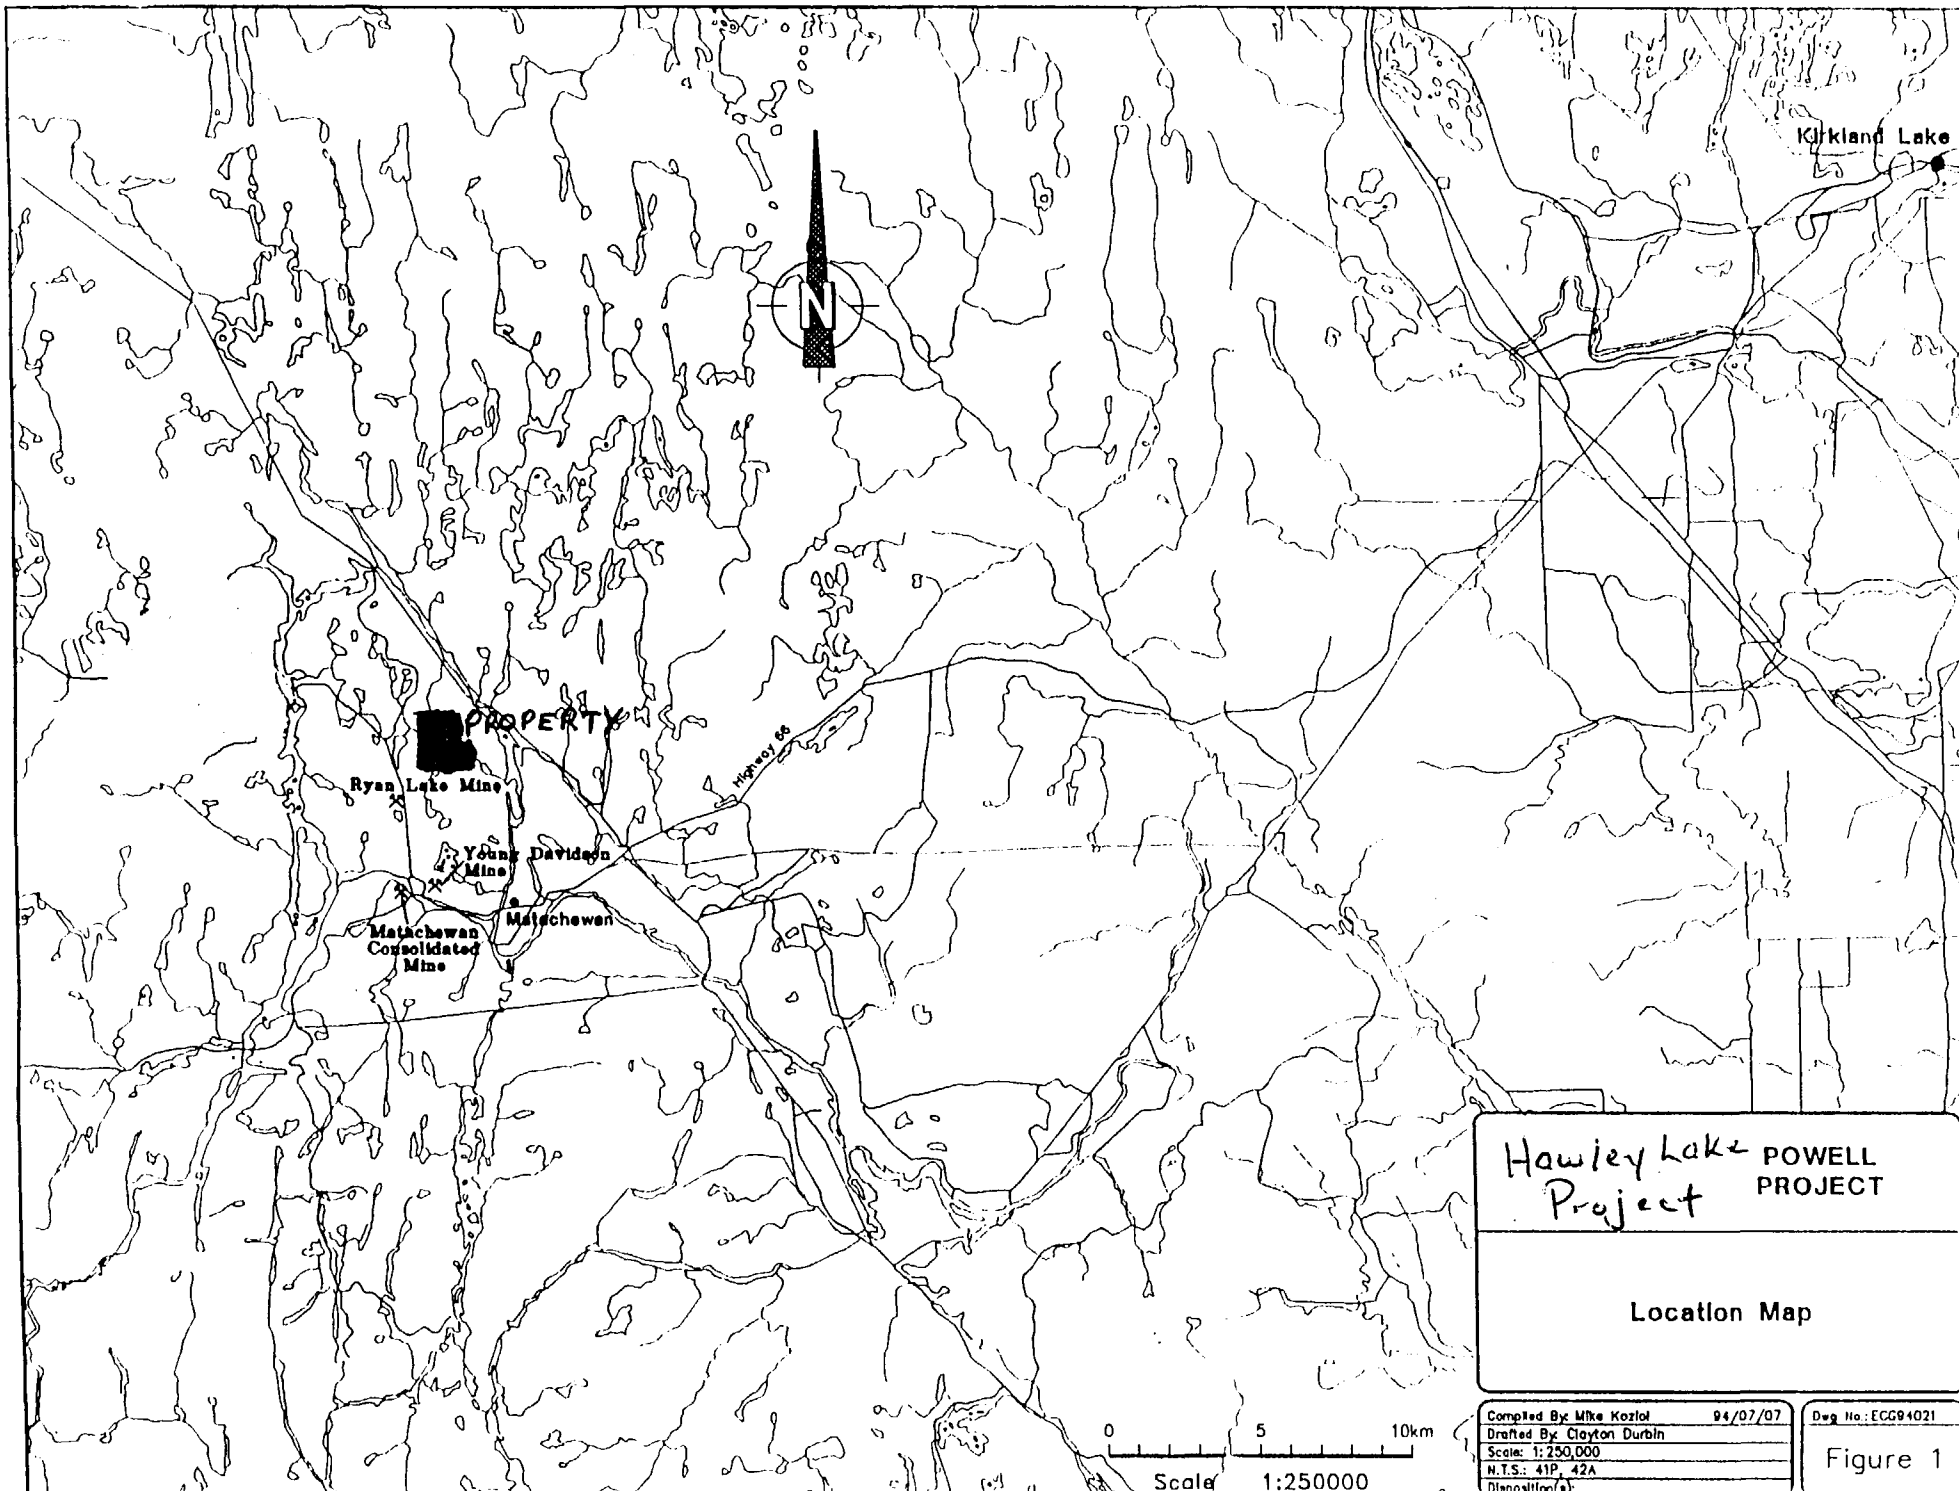 Kirkland Lake
N
PROPERTY
Highway 66
Ryan Lake Mine
Young Davidson
Mine
Matachewan
Matachewan
Consolidated
Mine
Hawley Lake
Project
POWELL
PROJECT
Location Map
0 5 10km
Scale 1:250000
Compiled By: Mike Koziol 94/07/07
Drafted By: Clayton Durbin
Scale: 1:250,000
N.T.S.: 41P, 42A
Disposition(s):
Dwg No.: ECG94021
Figure 1